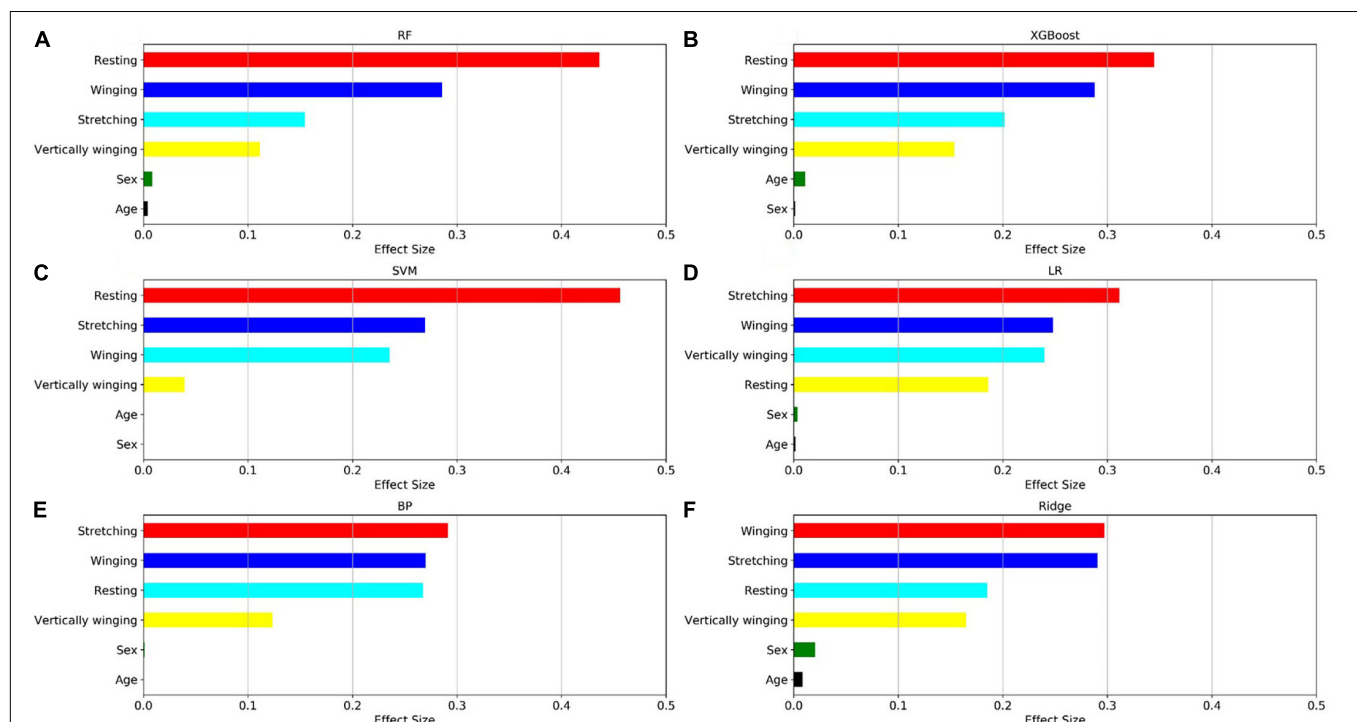 A
RF
Resting
Winging
Stretching
Vertically winging
Sex
Age
0.0 0.1 0.2 0.3 0.4 0.5
Effect Size
B
XGBoost
Resting
Winging
Stretching
Vertically winging
Age
Sex
0.0 0.1 0.2 0.3 0.4 0.5
Effect Size
C
SVM
Resting
Stretching
Winging
Vertically winging
Age
Sex
0.0 0.1 0.2 0.3 0.4 0.5
Effect Size
D
LR
Stretching
Winging
Vertically winging
Resting
Sex
Age
0.0 0.1 0.2 0.3 0.4 0.5
Effect Size
E
BP
Stretching
Winging
Resting
Vertically winging
Sex
Age
0.0 0.1 0.2 0.3 0.4 0.5
Effect Size
F
Ridge
Winging
Stretching
Resting
Vertically winging
Sex
Age
0.0 0.1 0.2 0.3 0.4 0.5
Effect Size